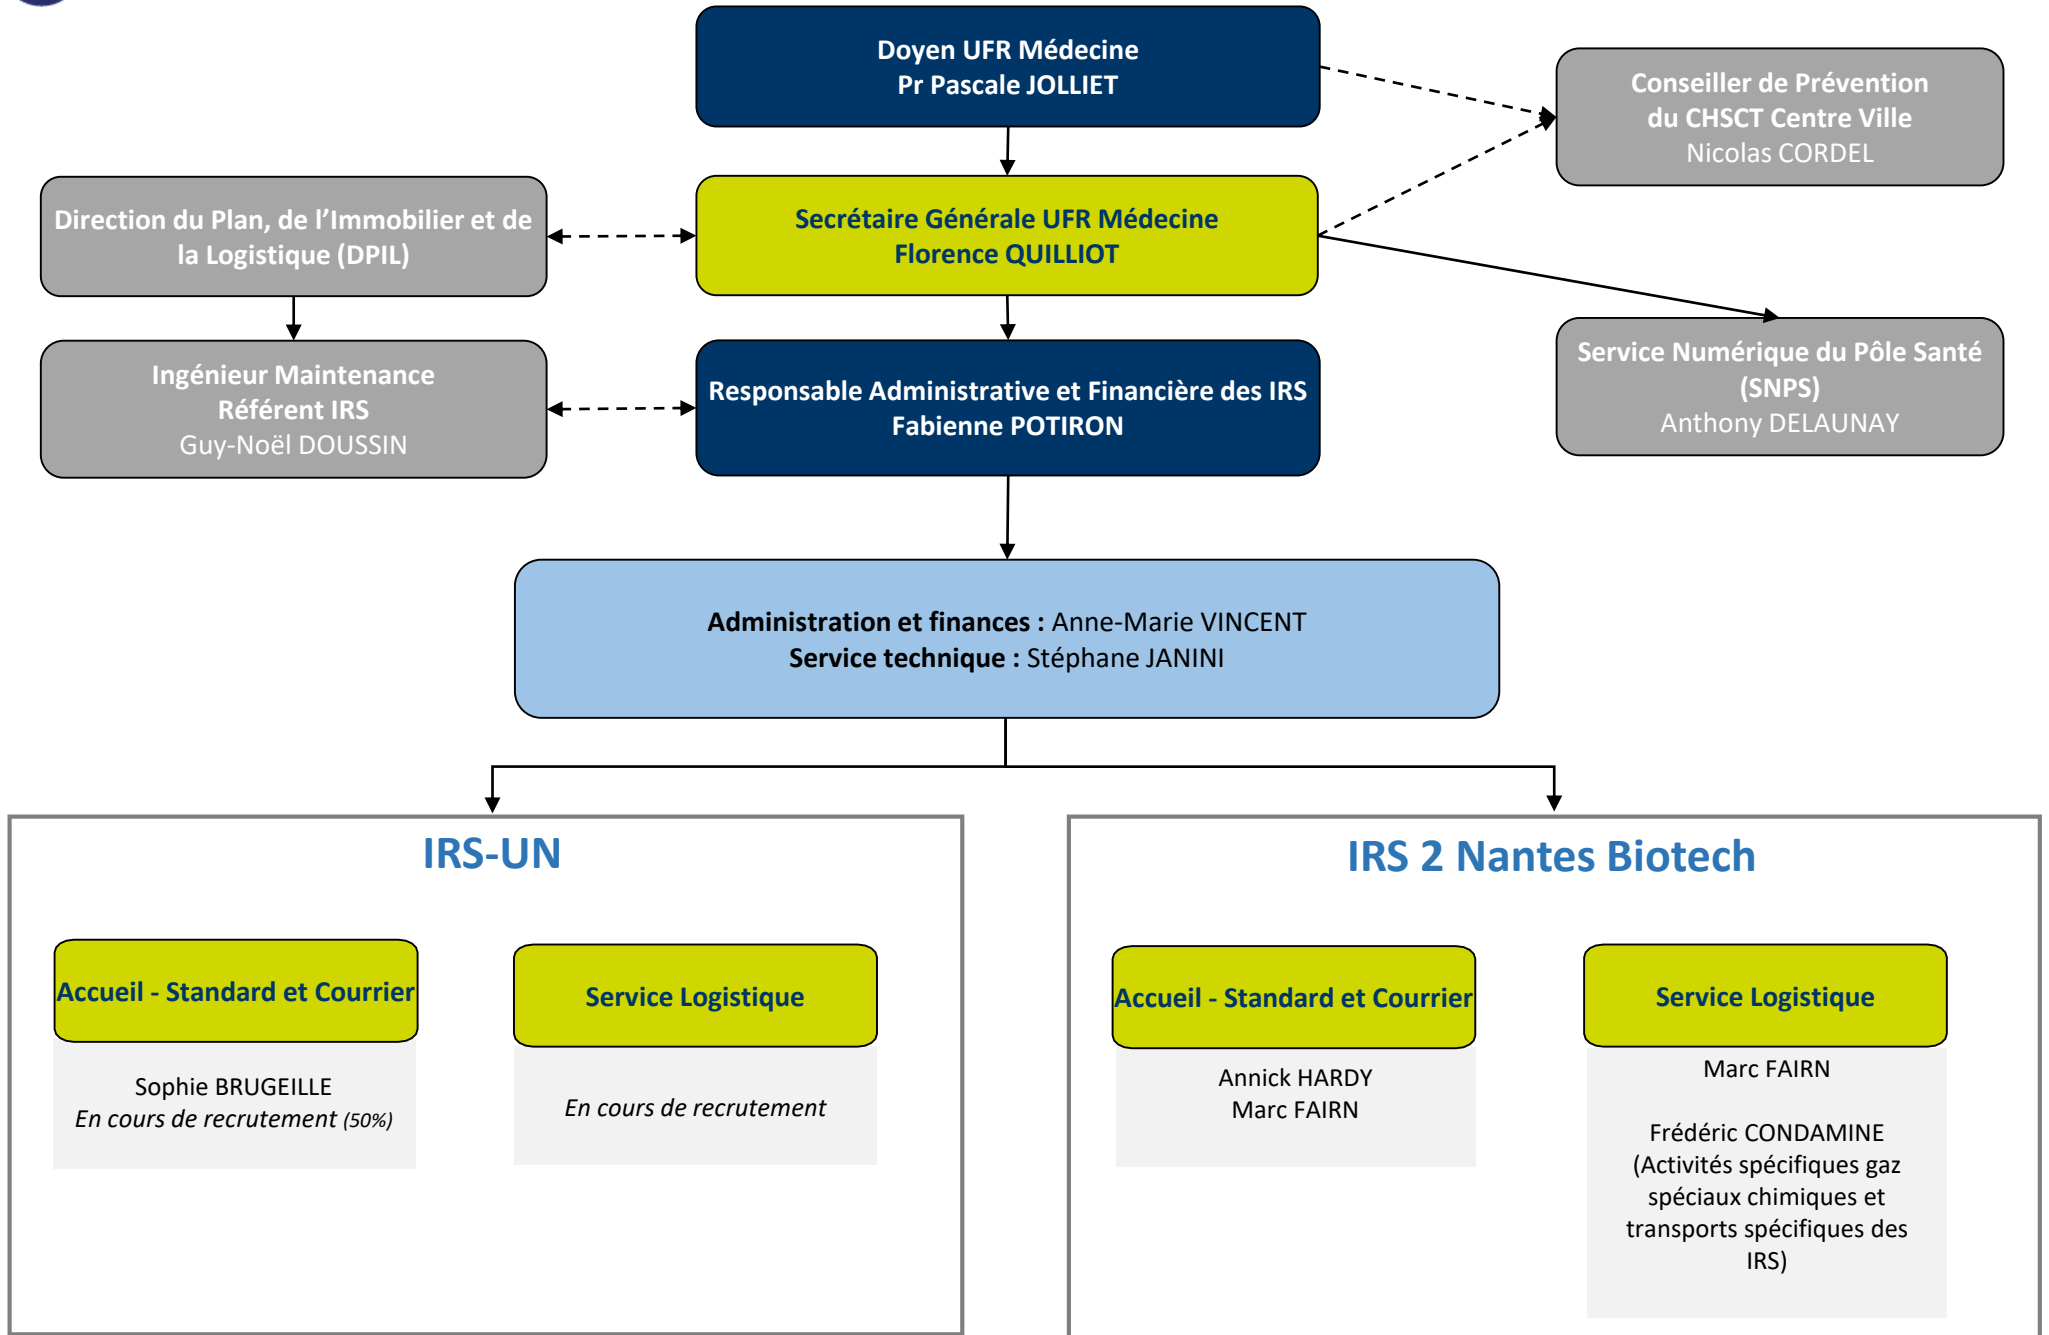 Doyen UFR Médecine
Pr Pascale JOLLIET
Conseiller de Prévention
du CHSCT Centre Ville
Nicolas CORDEL
Direction du Plan, de l’Immobilier et de
la Logistique (DPIL)
Secrétaire Générale UFR Médecine
Florence QUILLIOT
Ingénieur Maintenance
Référent IRS
Guy-Noël DOUSSIN
Responsable Administrative et Financière des IRS
Fabienne POTIRON
Service Numérique du Pôle Santé
(SNPS)
Anthony DELAUNAY
Administration et finances : Anne-Marie VINCENT
Service technique : Stéphane JANINI
IRS-UN
Accueil - Standard et Courrier
Sophie BRUGEILLE
En cours de recrutement (50%)
Service Logistique
En cours de recrutement
IRS 2 Nantes Biotech
Accueil - Standard et Courrier
Annick HARDY
Marc FAIRN
Service Logistique
Marc FAIRN
Frédéric CONDAMINE
(Activités spécifiques gaz
spéciaux chimiques et
transports spécifiques des
IRS)